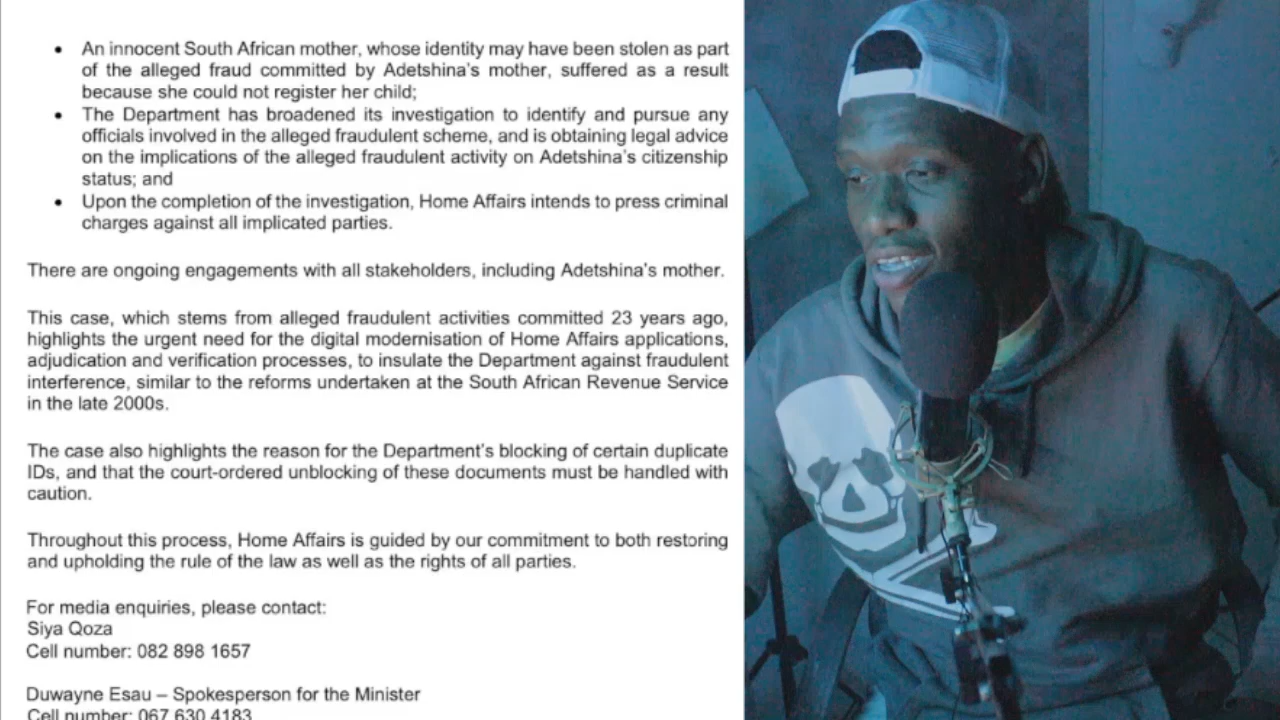 • An innocent South African mother, whose identity may have been stolen as part
of the alleged fraud committed by Adetshina's mother, suffered as a result
because she could not register her child;
• The Department has broadened its investigation to identify and pursue any
officials involved in the alleged fraudulent scheme, and is obtaining legal advice
on the implications of the alleged fraudulent activity on Adetshina's citizenship
status; and
• Upon the completion of the investigation, Home Affairs intends to press criminal
charges against all implicated parties.
There are ongoing engagements with all stakeholders, including Adetshina's mother.
This case, which stems from alleged fraudulent activities committed 23 years ago,
highlights the urgent need for the digital modernisation of Home Affairs applications,
adjudication and verification processes, to insulate the Department against fraudulent
interference, similar to the reforms undertaken at the South African Revenue Service
in the late 2000s.
The case also highlights the reason for the Department's blocking of certain duplicate
IDs, and that the court-ordered unblocking of these documents must be handled with
caution.
Throughout this process, Home Affairs is guided by our commitment to both restoring
and upholding the rule of the law as well as the rights of all parties.
For media enquiries, please contact:
Siya Qoza
Cell number: 082 898 1657
Duwayne Esau – Spokesperson for the Minister
Cell number: 067 630 4183